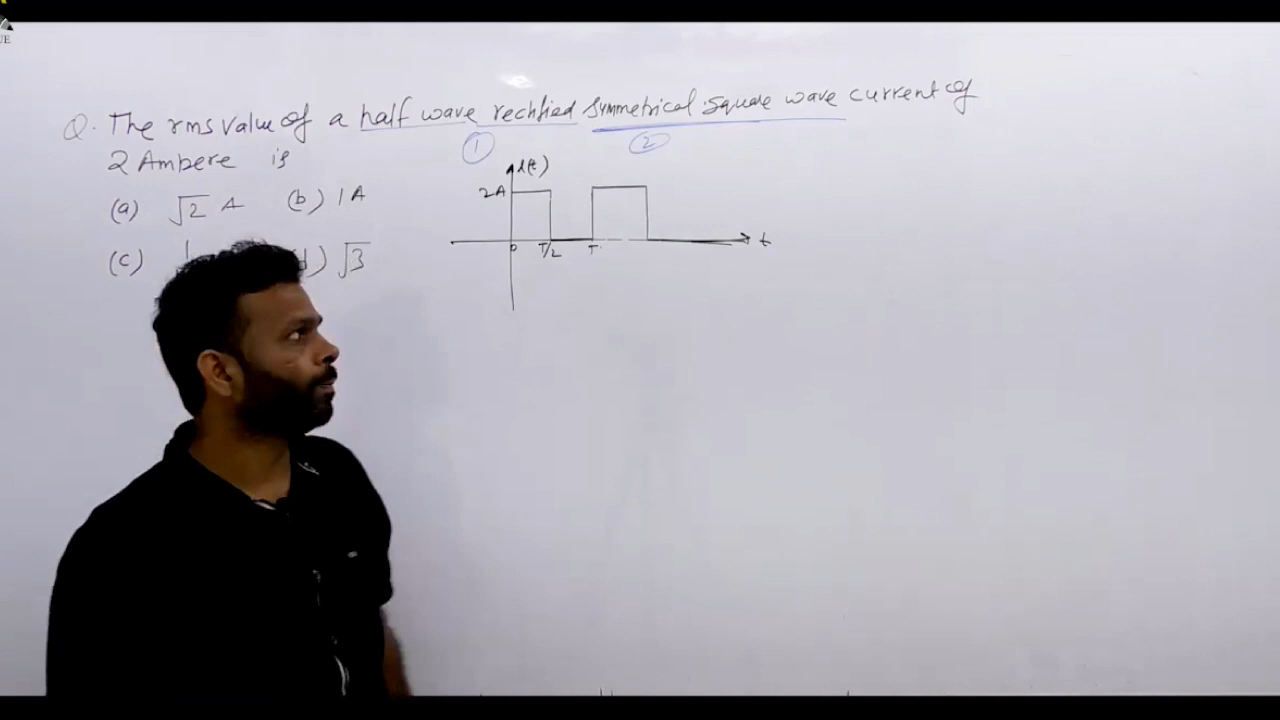 UE
Q. The rms value of a half wave rectified symmetrical square wave current of
2 Ampere is
(a) √2 A (b) 1 A
(c) d) √3
① ②
i(t)
2A
0 T/2 T t